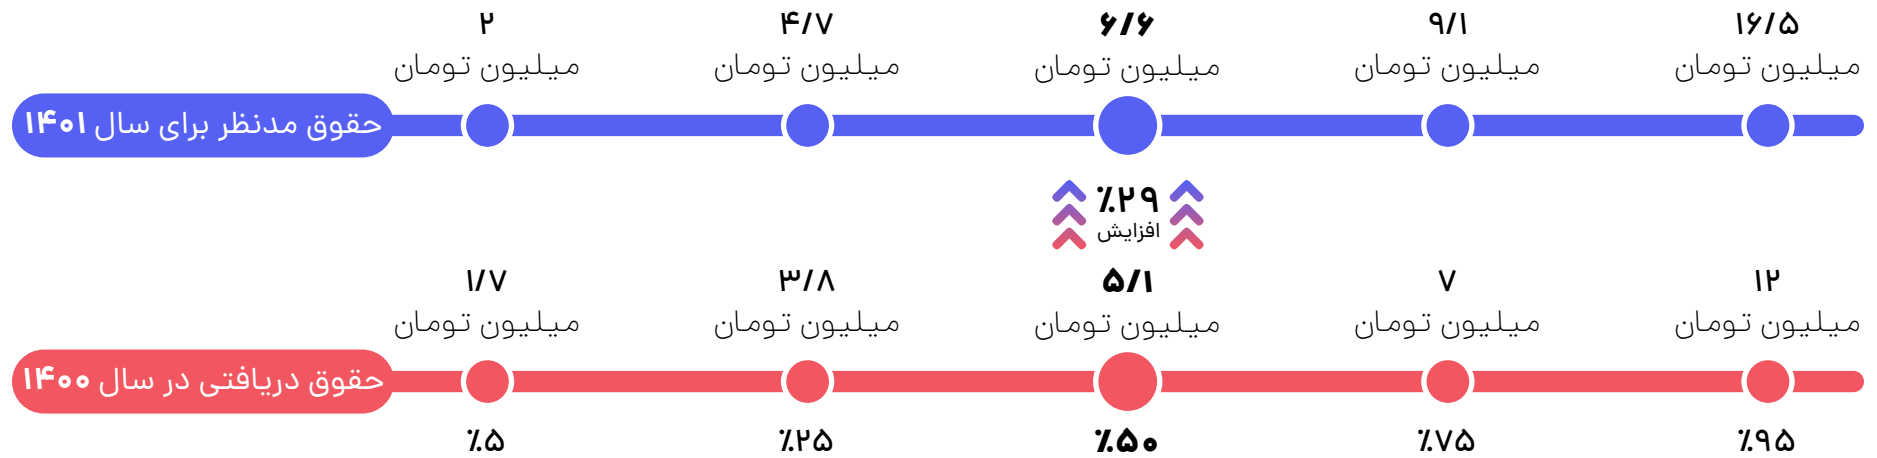 ۲
میلیون تومان
۴/۷
میلیون تومان
۶/۶
میلیون تومان
۹/۱
میلیون تومان
۱۶/۵
میلیون تومان
حقوق مدنظر برای سال ۱۴۰۱
٪۲۹
افزایش
۱/۷
میلیون تومان
۳/۸
میلیون تومان
۵/۱
میلیون تومان
۷
میلیون تومان
۱۲
میلیون تومان
حقوق دریافتی در سال ۱۴۰۰
٪۵
٪۲۵
٪۵۰
٪۷۵
٪۹۵